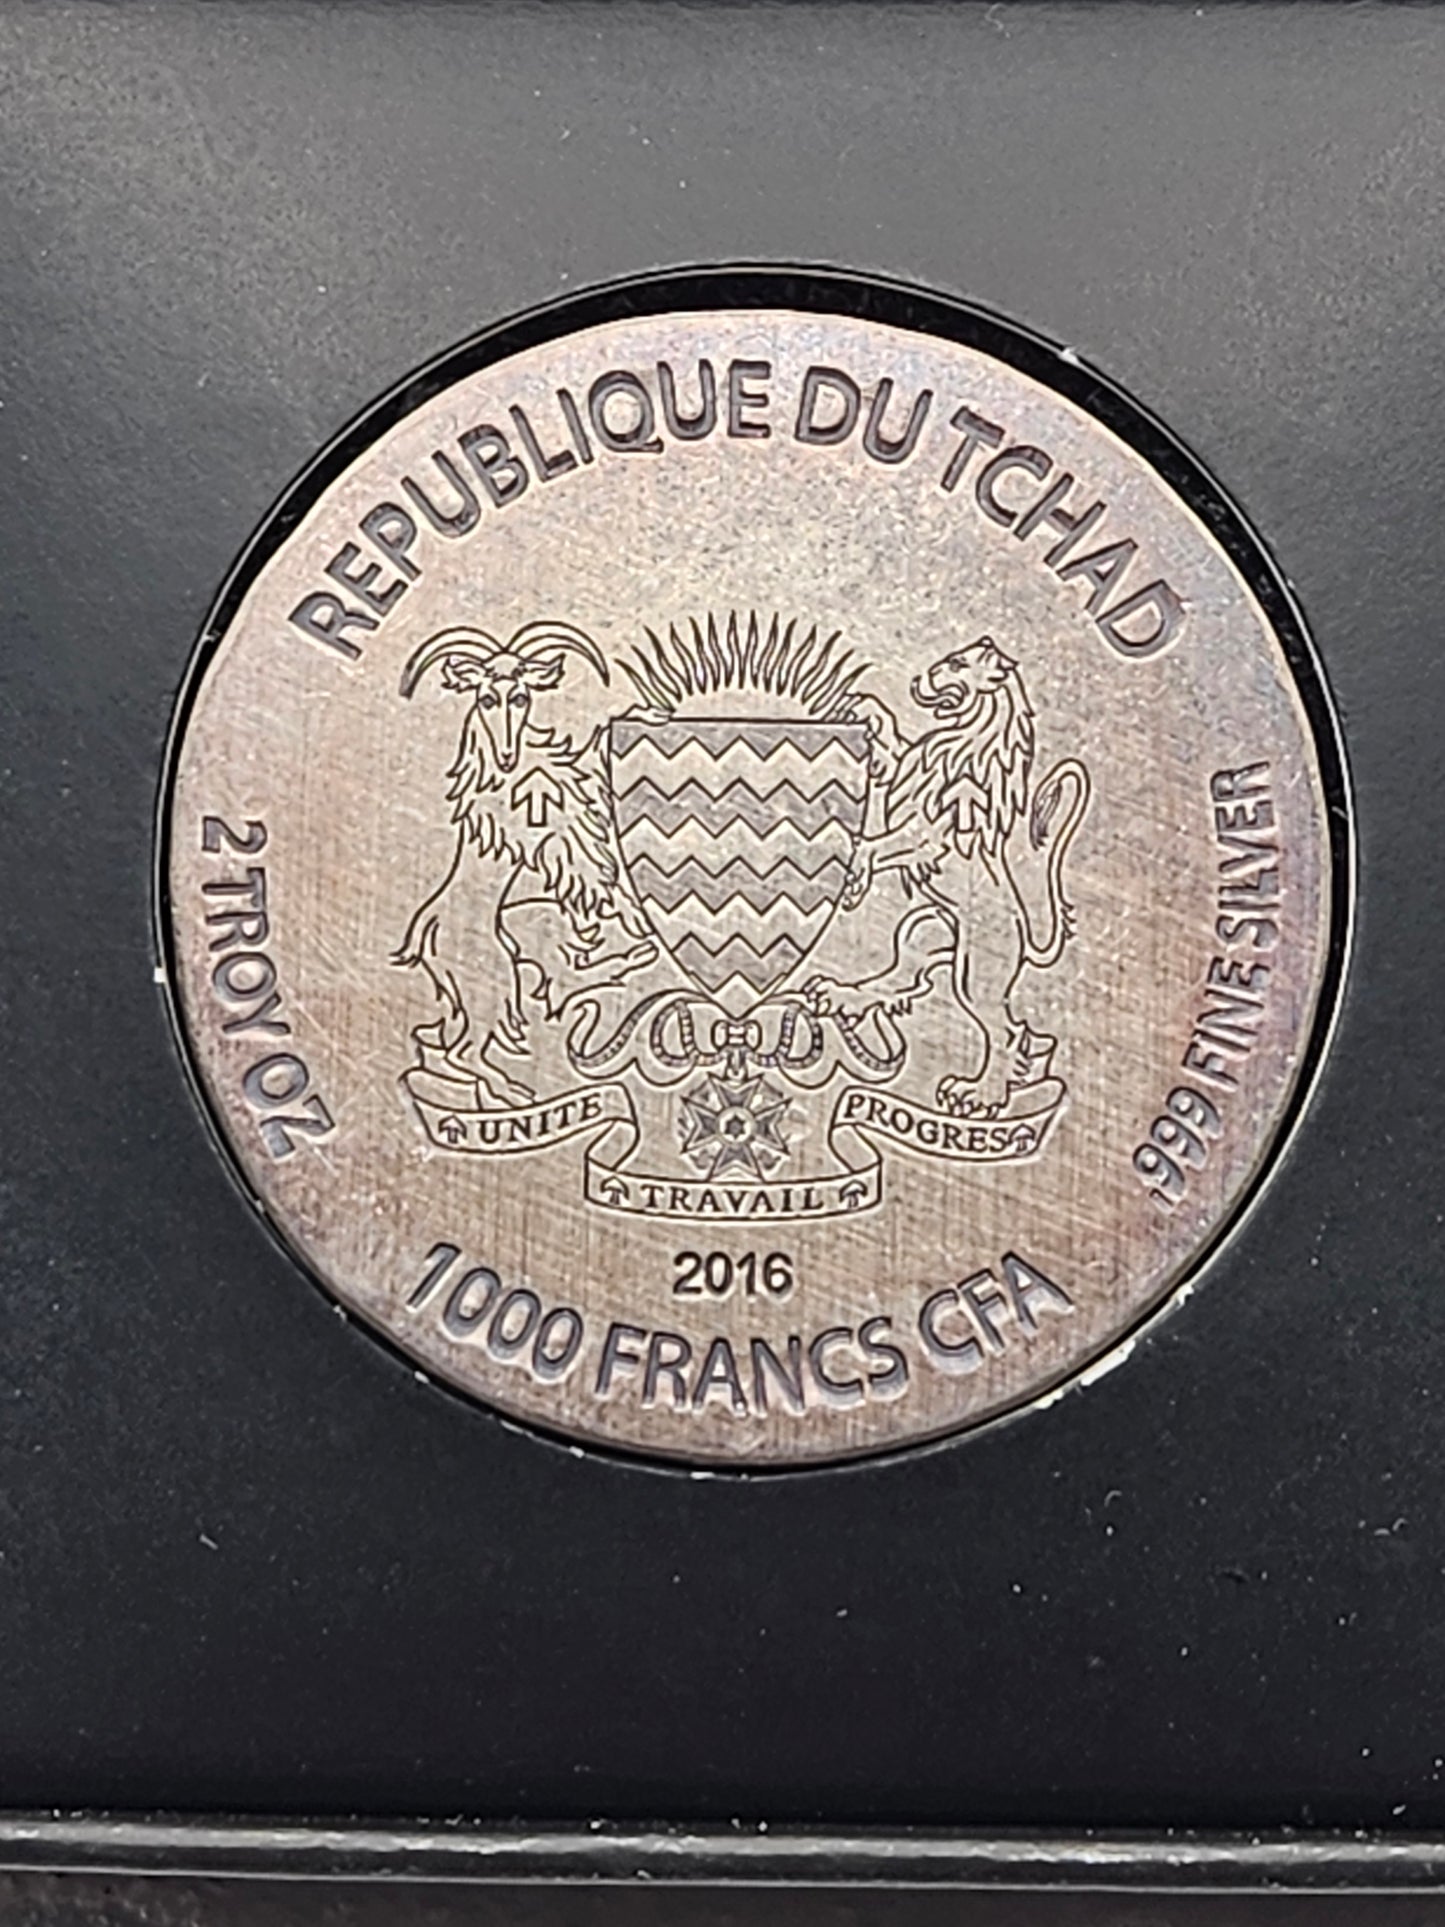 REPUBLIQUE DU TCHAD
2 TROY OZ
.999 FINE SILVER
UNITE
PROGRES
TRAVAIL
2016
1000 FRANCS CFA